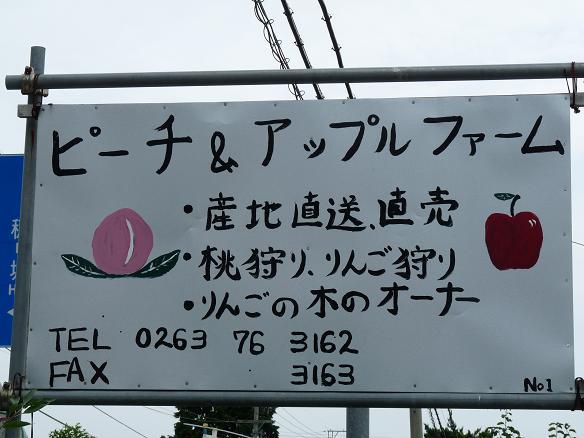 ピーチ&アップルファーム
・産地直送、直売
・桃狩り、りんご狩り
・りんごの木のオーナー
TEL 0263 76 3162
FAX 3163
No1